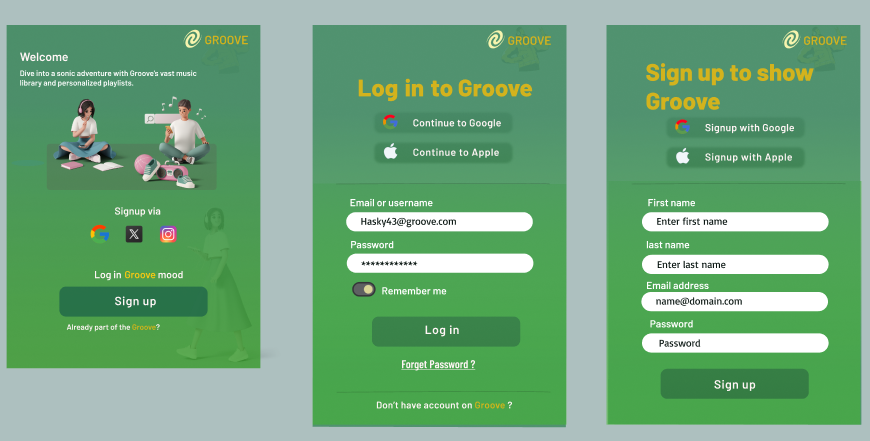 GROOVE
Welcome
Dive into a sonic adventure with Groove's vast music
library and personalized playlists.
Signup via
Log in Groove mood
Sign up
Already part of the Groove?
GROOVE
Log in to Groove
Continue to Google
Continue to Apple
Email or username
Hasky43@groove.com
Password
************
Remember me
Log in
Forget Password ?
Don't have account on Groove ?
GROOVE
Sign up to show
Groove
Signup with Google
Signup with Apple
First name
Enter first name
last name
Enter last name
Email address
name@domain.com
Password
Password
Sign up